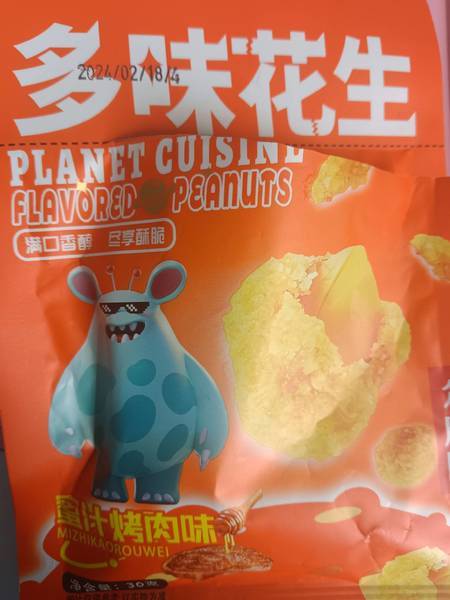 多味花生
2024/02/18/4
PLANET CUISINE
FLAVORED PEANUTS
满口香醇 尽享酥脆
蜜汁烤肉味
MIZHIKAOROUWEI
净含量：30克